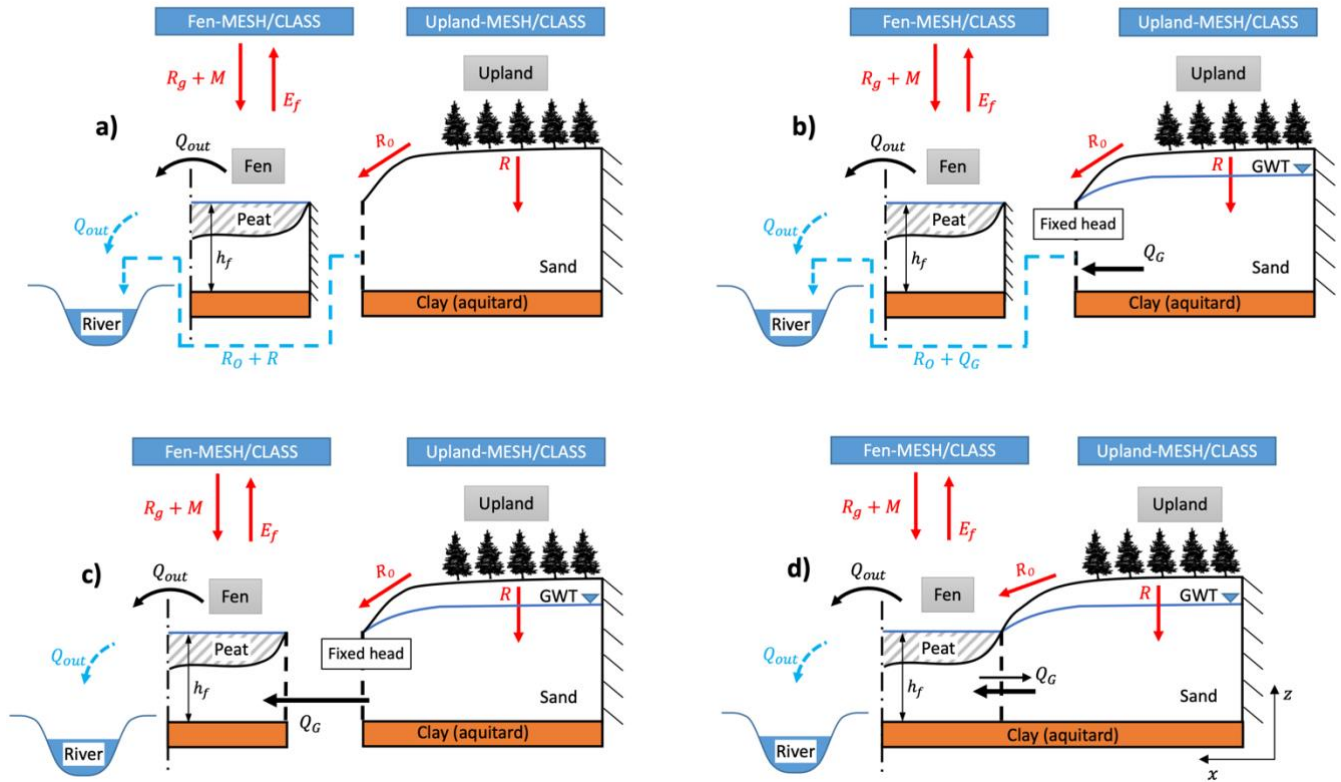 Fen-MESH/CLASS
Upland-MESH/CLASS
R_g + M
E_f
Upland
a)
Q_out
Fen
R_0
R
Peat
Q_out
h_f
Sand
River
Clay (aquitard)
R_O + R
Fen-MESH/CLASS
Upland-MESH/CLASS
R_g + M
E_f
Upland
b)
Q_out
Fen
R_0
R
GWT
Peat
Fixed head
Q_out
h_f
Q_G
Sand
River
Clay (aquitard)
R_O + Q_G
Fen-MESH/CLASS
Upland-MESH/CLASS
R_g + M
E_f
Upland
c)
Q_out
Fen
R_0
R
GWT
Peat
Fixed head
Q_out
h_f
Q_G
Sand
River
Clay (aquitard)
Fen-MESH/CLASS
Upland-MESH/CLASS
R_g + M
E_f
Upland
d)
Q_out
Fen
R_0
R
GWT
Peat
Q_out
h_f
Q_G
Sand
z
River
Clay (aquitard)
x